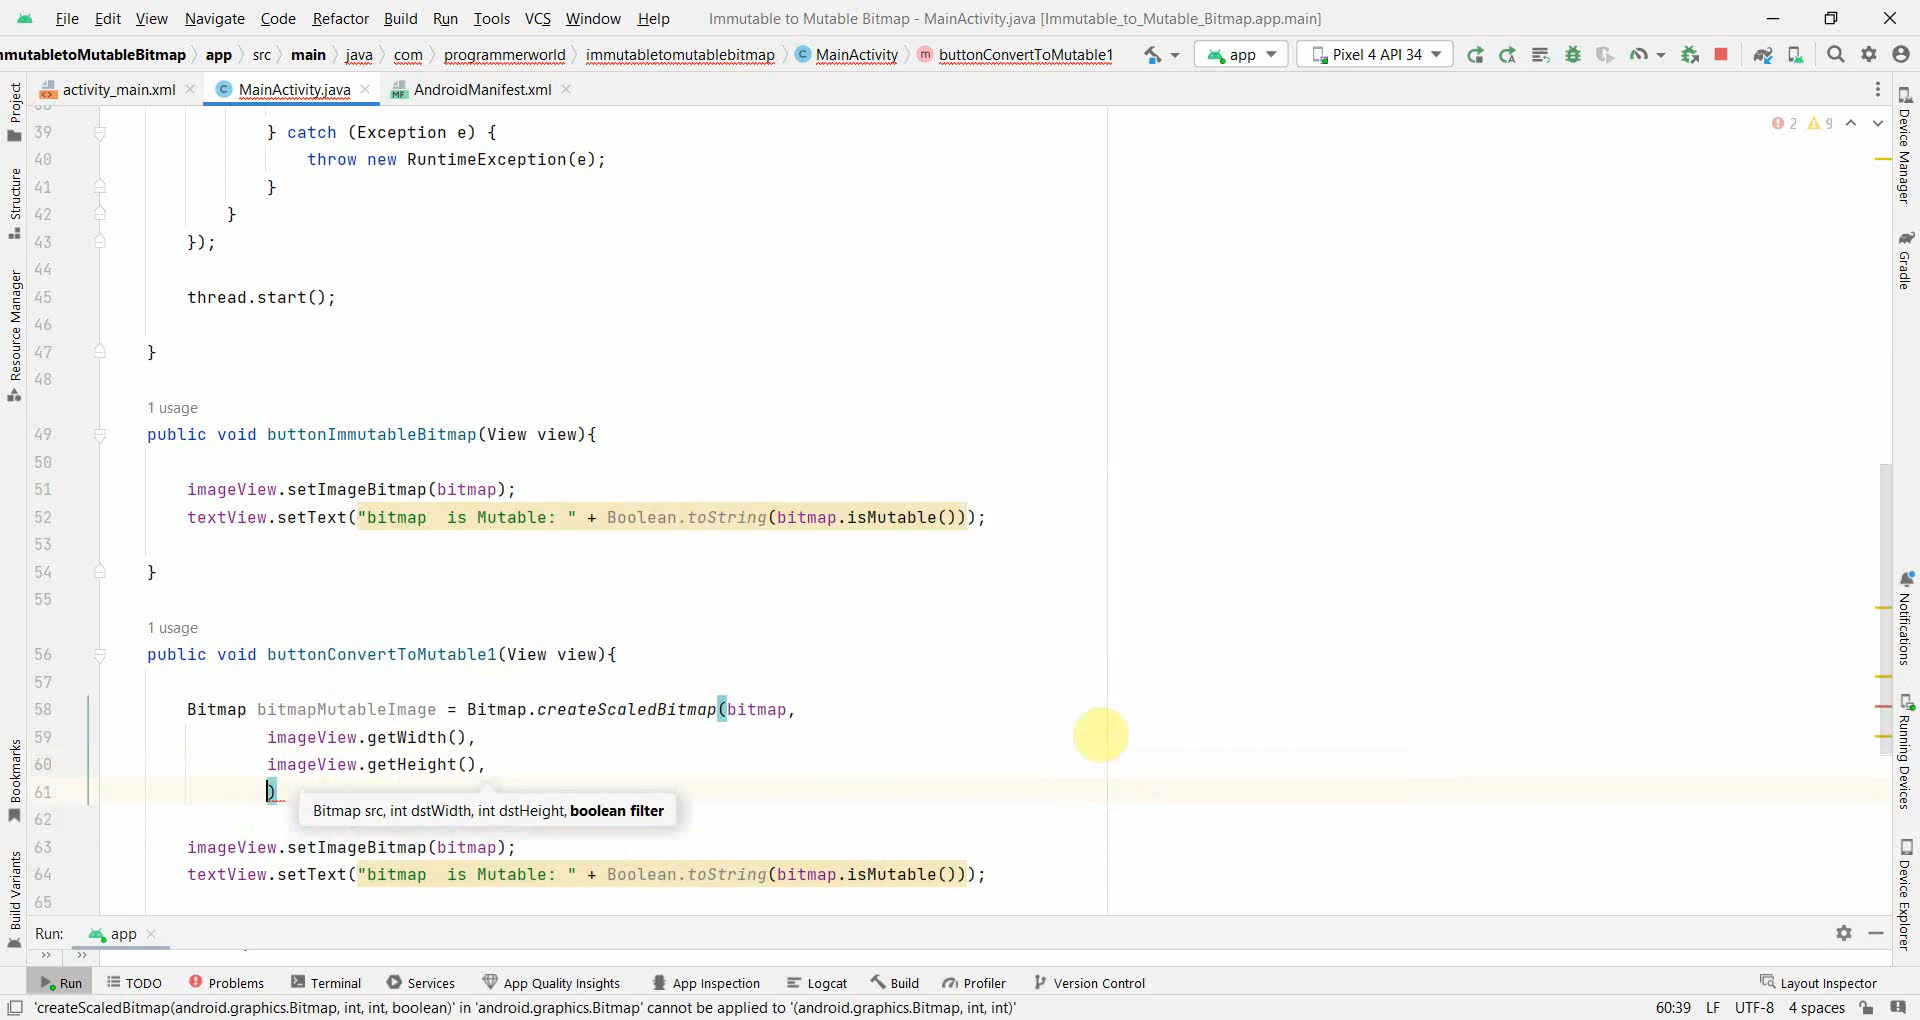 File Edit View Navigate Code Refactor Build Run Tools VCS Window Help Immutable to Mutable Bitmap - MainActivity.java [Immutable_to_Mutable_Bitmap.app.main]
mmutabletoMutableBitmap app src main java com programmerworld immutabletomutablebitmap C MainActivity m buttonConvertToMutable1 app Pixel 4 API 34
activity_main.xml C MainActivity.java MF AndroidManifest.xml
Project
Structure
Resource Manager
Bookmarks
Build Variants
2 9
39 } catch (Exception e) {
40 throw new RuntimeException(e);
41 }
42 }
43 });
44
45 thread.start();
46
47 }
48
1 usage
49 public void buttonImmutableBitmap(View view){
50
51 imageView.setImageBitmap(bitmap);
52 textView.setText("bitmap  is Mutable: " + Boolean.toString(bitmap.isMutable()));
53
54 }
55
1 usage
56 public void buttonConvertToMutable1(View view){
57
58 Bitmap bitmapMutableImage = Bitmap.createScaledBitmap(bitmap,
59 imageView.getWidth(),
60 imageView.getHeight(),
61 )
Bitmap src, int dstWidth, int dstHeight, boolean filter
62
63 imageView.setImageBitmap(bitmap);
64 textView.setText("bitmap  is Mutable: " + Boolean.toString(bitmap.isMutable()));
65
Device Manager
Gradle
Notifications
Running Devices
Device Explorer
Run: app
Run TODO Problems Terminal Services App Quality Insights App Inspection Logcat Build Profiler Version Control Layout Inspector
'createScaledBitmap(android.graphics.Bitmap, int, int, boolean)' in 'android.graphics.Bitmap' cannot be applied to '(android.graphics.Bitmap, int, int)' 60:39 LF UTF-8 4 spaces